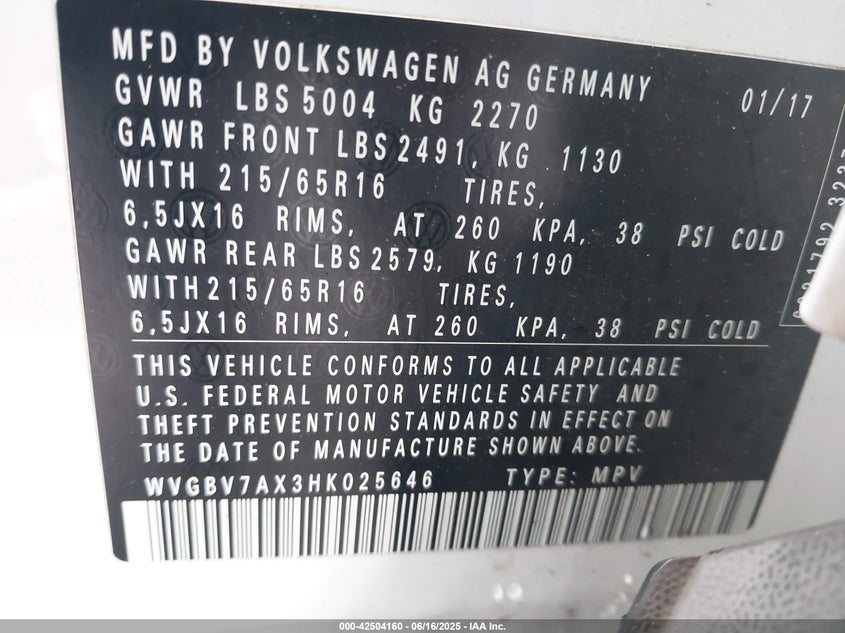 MFD BY VOLKSWAGEN AG GERMANY 01/17
GVWR LBS 5004 KG 2270
GAWR FRONT LBS 2491, KG 1130
WITH 215/65R16 TIRES,
6,5JX16 RIMS, AT 260 KPA, 38 PSI COLD
GAWR REAR LBS 2579, KG 1190
WITH 215/65R16 TIRES,
6,5JX16 RIMS, AT 260 KPA, 38 PSI COLD
THIS VEHICLE CONFORMS TO ALL APPLICABLE
U.S. FEDERAL MOTOR VEHICLE SAFETY AND
THEFT PREVENTION STANDARDS IN EFFECT ON
THE DATE OF MANUFACTURE SHOWN ABOVE.
WVGBV7AX3HK025646 TYPE: MPV
000-42504160 - 06/16/2025 - IAA Inc.